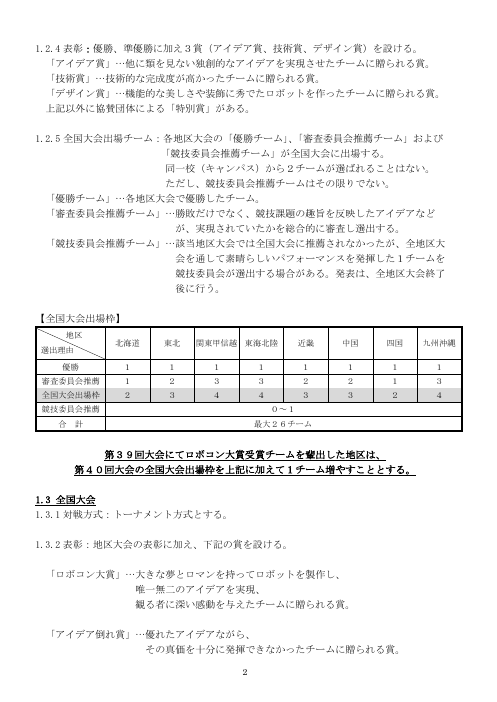 1.2.4 表彰：優勝、準優勝に加え３賞（アイデア賞、技術賞、デザイン賞）を設ける。
「アイデア賞」…他に類を見ない独創的なアイデアを実現させたチームに贈られる賞。
「技術賞」…技術的な完成度が高かったチームに贈られる賞。
「デザイン賞」…機能的な美しさや装飾に秀でたロボットを作ったチームに贈られる賞。
上記以外に協賛団体による「特別賞」がある。
1.2.5 全国大会出場チーム：各地区大会の「優勝チーム」、「審査委員会推薦チーム」および
「競技委員会推薦チーム」が全国大会に出場する。
同一校（キャンパス）から２チームが選ばれることはない。
ただし、競技委員会推薦チームはその限りでない。
「優勝チーム」…各地区大会で優勝したチーム。
「審査委員会推薦チーム」…勝敗だけでなく、競技課題の趣旨を反映したアイデアなど
が、実現されていたかを総合的に審査し選出する。
「競技委員会推薦チーム」…該当地区大会では全国大会に推薦されなかったが、全地区大
会を通して素晴らしいパフォーマンスを発揮した１チームを
競技委員会が選出する場合がある。発表は、全地区大会終了
後に行う。
【全国大会出場枠】
地区
選出理由 北海道 東北 関東甲信越 東海北陸 近畿 中国 四国 九州沖縄
優勝 1 1 1 1 1 1 1 1
審査委員会推薦 1 2 3 3 2 2 1 3
全国大会出場枠 2 3 4 4 3 3 2 4
競技委員会推薦 ０～１
合　計 最大２６チーム
第３９回大会にてロボコン大賞受賞チームを輩出した地区は、
第４０回大会の全国大会出場枠を上記に加えて１チーム増やすこととする。
1.3 全国大会
1.3.1 対戦方式：トーナメント方式とする。
1.3.2 表彰：地区大会の表彰に加え、下記の賞を設ける。
「ロボコン大賞」…大きな夢とロマンを持ってロボットを製作し、
唯一無二のアイデアを実現、
観る者に深い感動を与えたチームに贈られる賞。
「アイデア倒れ賞」…優れたアイデアながら、
その真価を十分に発揮できなかったチームに贈られる賞。
2